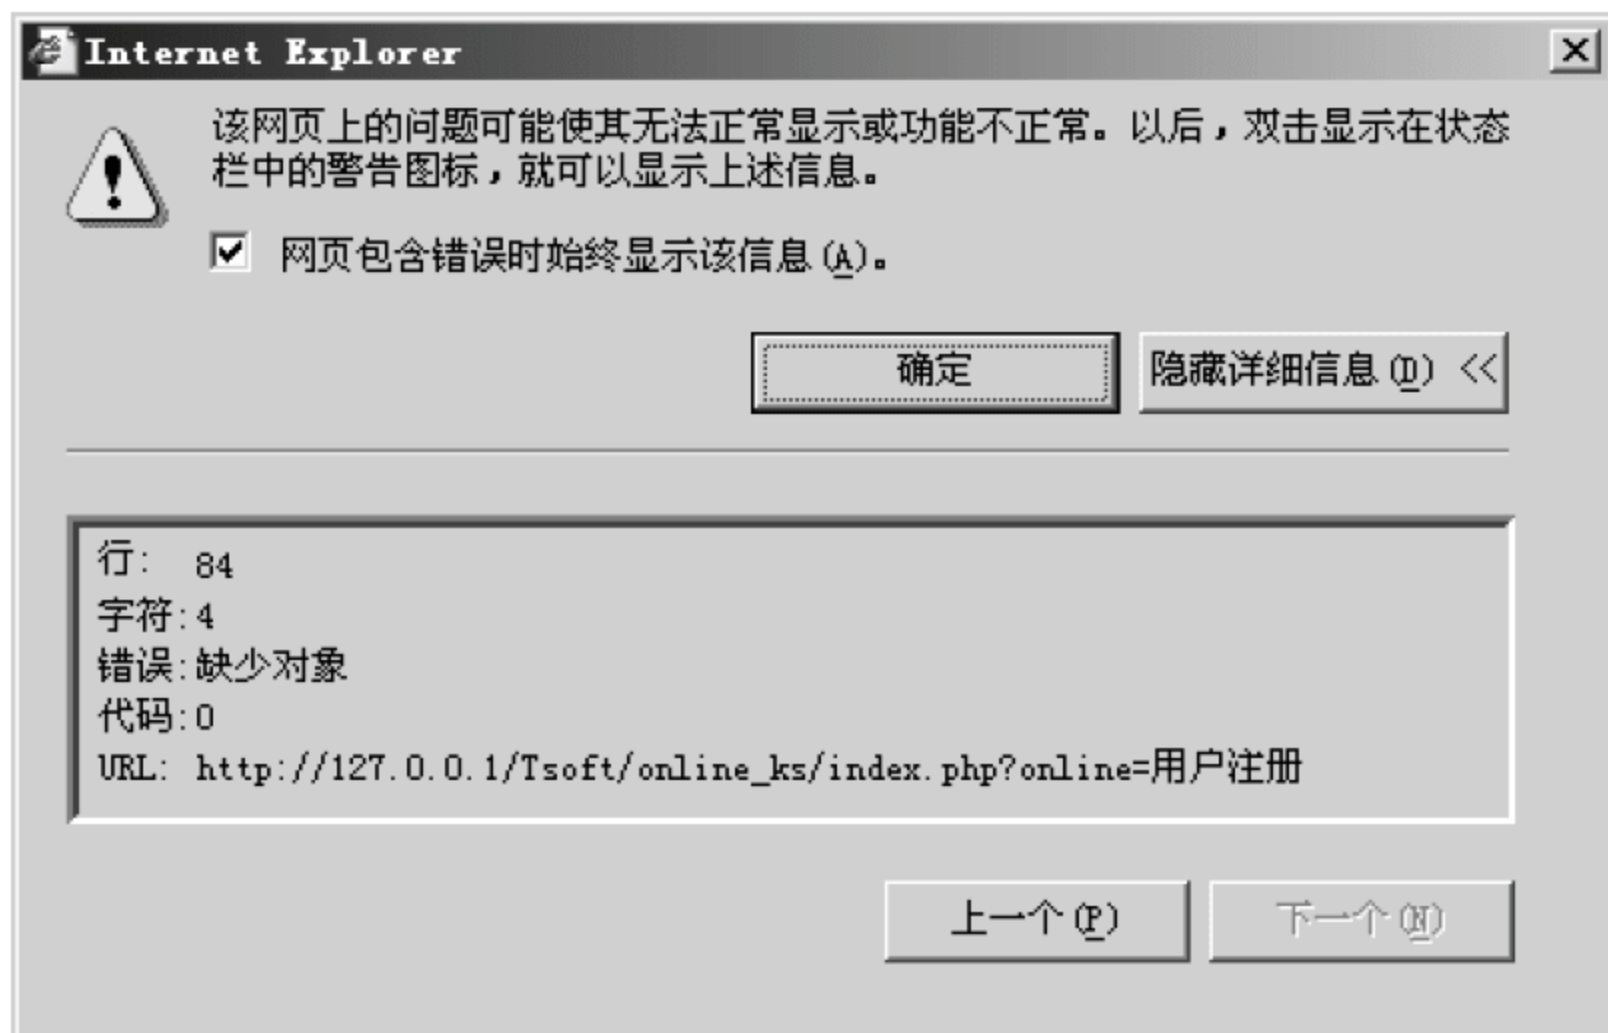 Internet Explorer
该网页上的问题可能使其无法正常显示或功能不正常。以后，双击显示在状态
栏中的警告图标，就可以显示上述信息。
网页包含错误时始终显示该信息(A)。
确定
隐藏详细信息(D) <<
行: 84
字符:4
错误:缺少对象
代码:0
URL: http://127.0.0.1/Tsoft/online_ks/index.php?online=用户注册
上一个(P)
下一个(N)